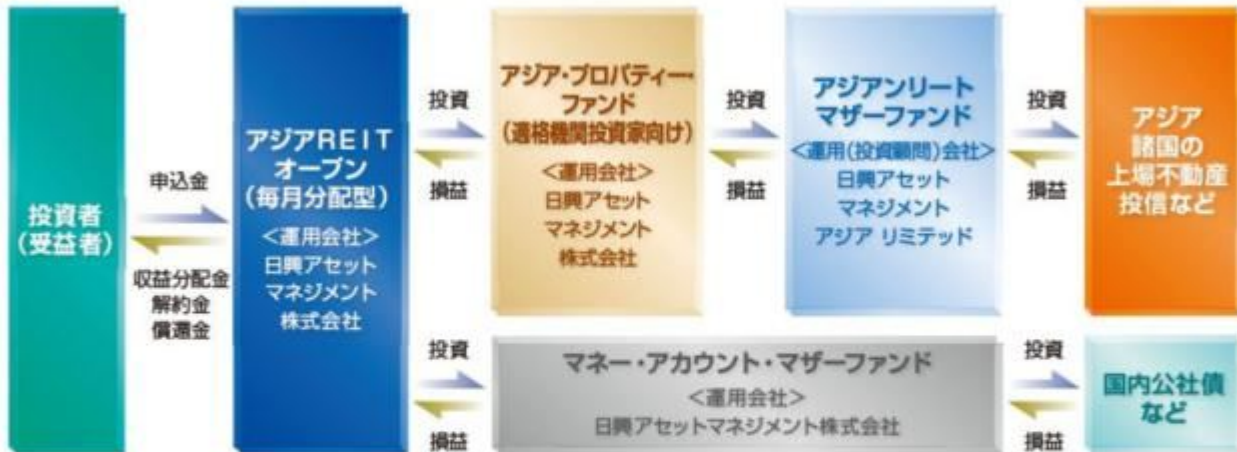 投資者
(受益者)
申込金
収益分配金
解約金
償還金
アジアREIT
オープン
(毎月分配型)
<運用会社>
日興アセット
マネジメント
株式会社
投資
損益
アジア・プロパティー・
ファンド
(適格機関投資家向け)
<運用会社>
日興アセット
マネジメント
株式会社
投資
損益
アジアンリート
マザーファンド
<運用(投資顧問)会社>
日興アセット
マネジメント
アジア リミテッド
投資
損益
アジア
諸国の
上場不動産
投信など
投資
損益
マネー・アカウント・マザーファンド
<運用会社>
日興アセットマネジメント株式会社
投資
損益
国内公社債
など